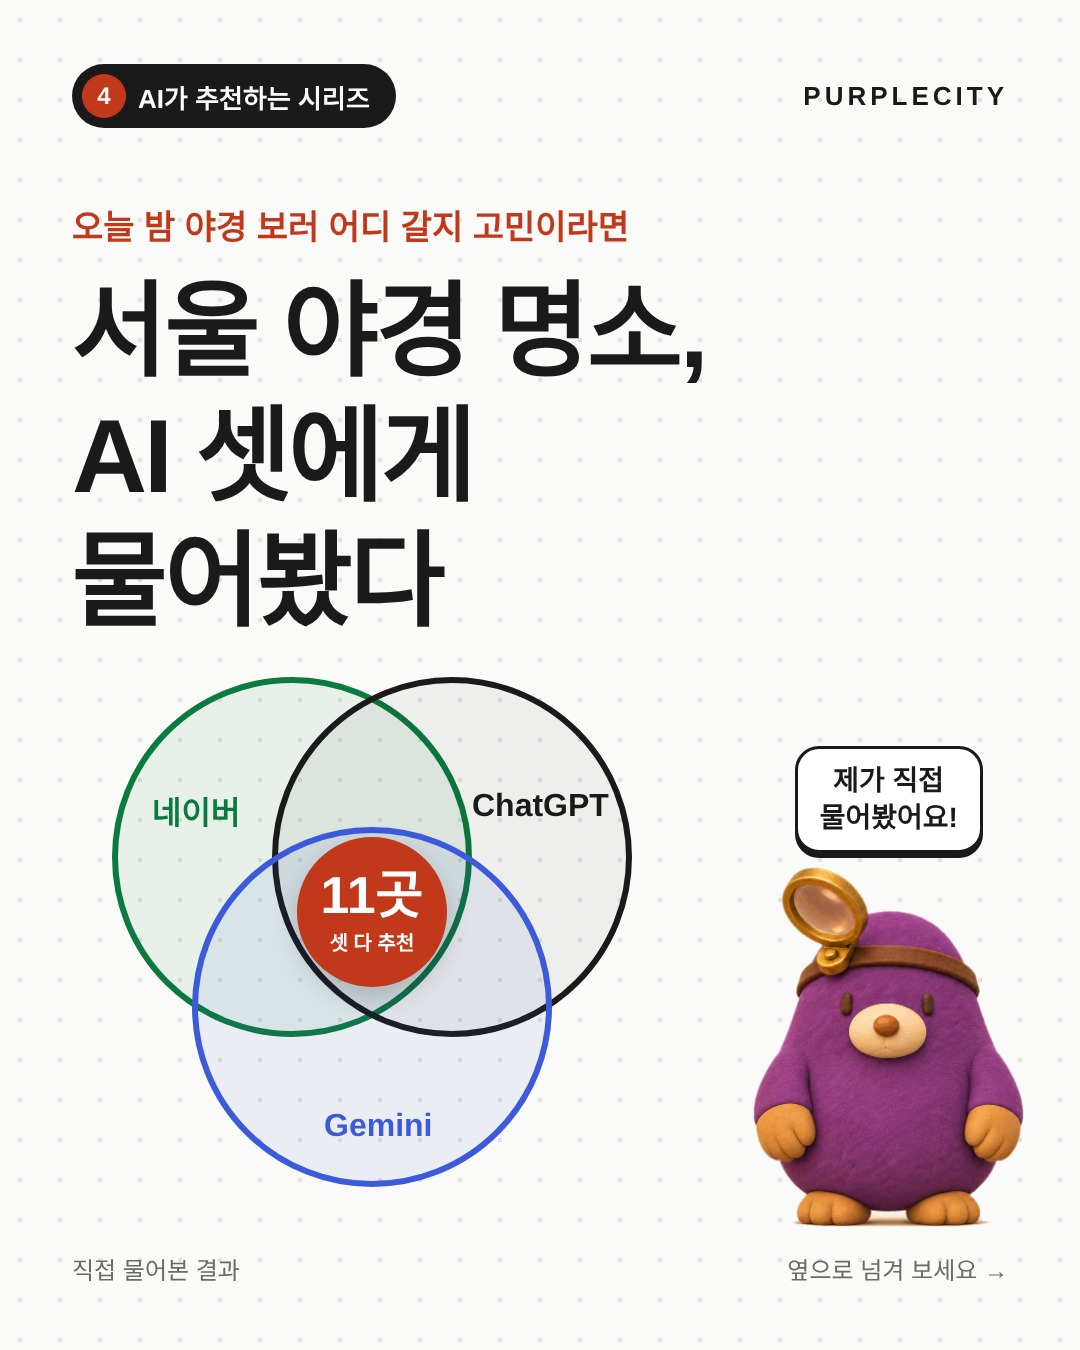 4 AI가 추천하는 시리즈
PURPLECITY
오늘 밤 야경 보러 어디 갈지 고민이라면
서울 야경 명소,
AI 셋에게
물어봤다
네이버
ChatGPT
11곳
셋 다 추천
Gemini
제가 직접
물어봤어요!
직접 물어본 결과
옆으로 넘겨 보세요 →